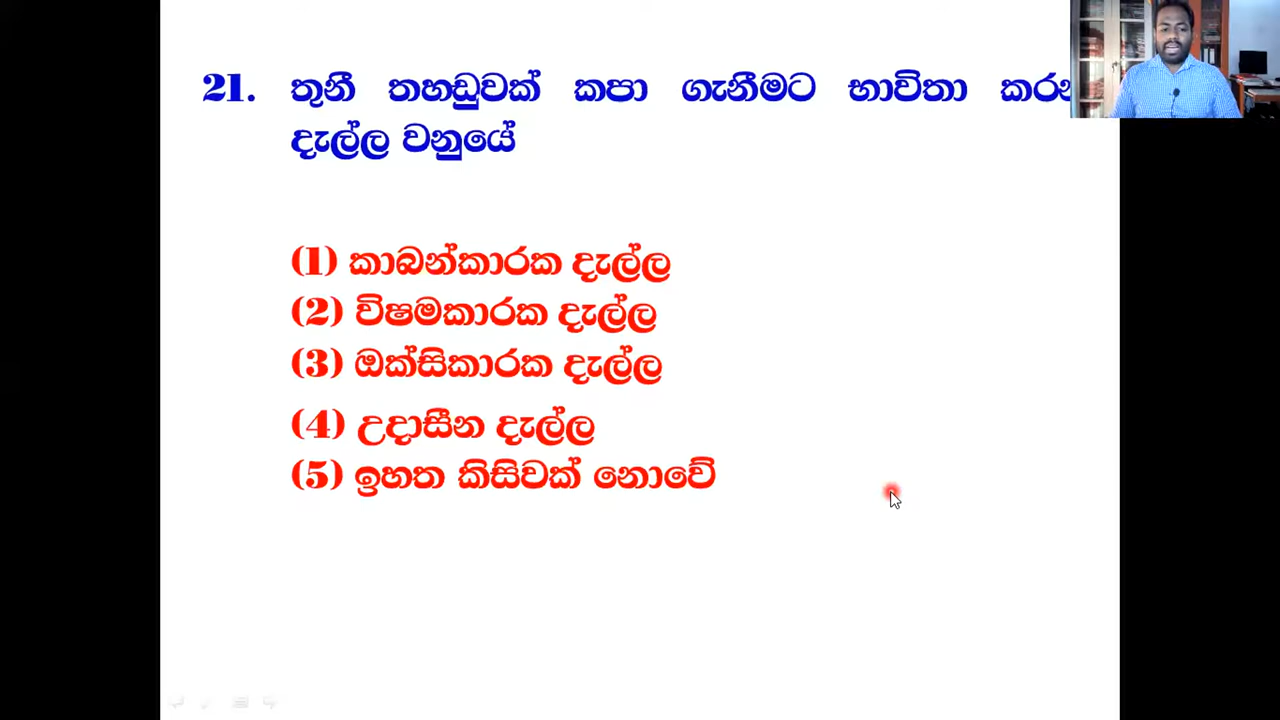 21. තුනී තහඩුවක් කපා ගැනීමට භාවිතා
දැල්ල වනුයේ
(1) කාබන්කාරක දැල්ල
(2) විෂමකාරක දැල්ල
(3) ඔක්සිකාරක දැල්ල
(4) උදාසීන දැල්ල
(5) ඉහත කිසිවක් නොවේ